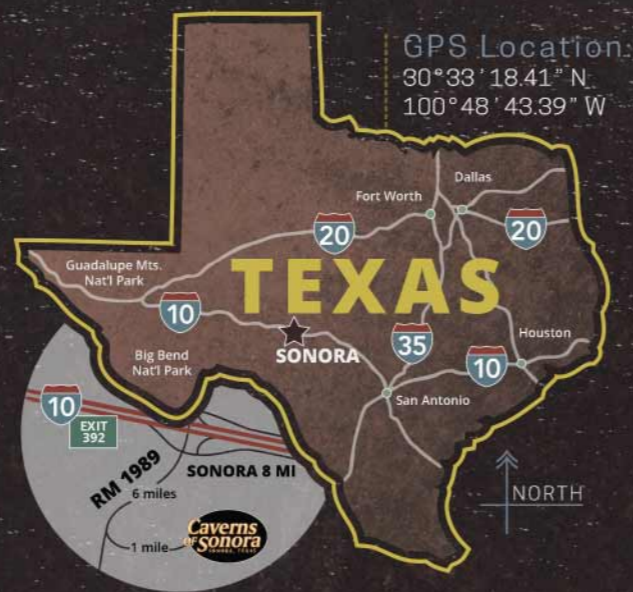 GPS Location:
30°33'18.41" N
100°48'43.39" W
Dallas
Fort Worth
20
20
Guadalupe Mts.
Nat'l Park
TEXAS
10
SONORA
35
Houston
10
Big Bend
Nat'l Park
San Antonio
10
EXIT
392
RM 1989
SONORA 8 MI
6 miles
NORTH
Caverns
of Sonora
SONORA, TEXAS
1 mile